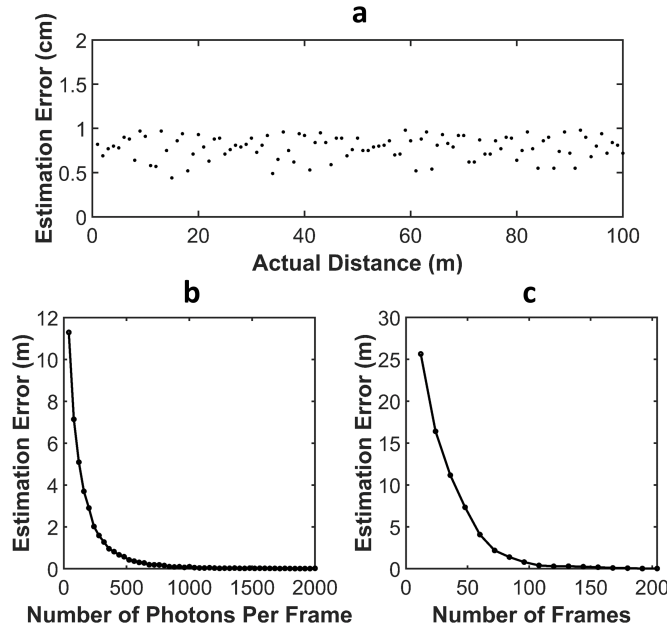 a
Estimation Error (cm)
2
1.5
1
0.5
0
0 20 40 60 80 100
Actual Distance (m)
b
Estimation Error (m)
12
10
8
6
4
2
0
0 500 1000 1500 2000
Number of Photons Per Frame
c
Estimation Error (m)
30
25
20
15
10
5
0
0 50 100 150 200
Number of Frames